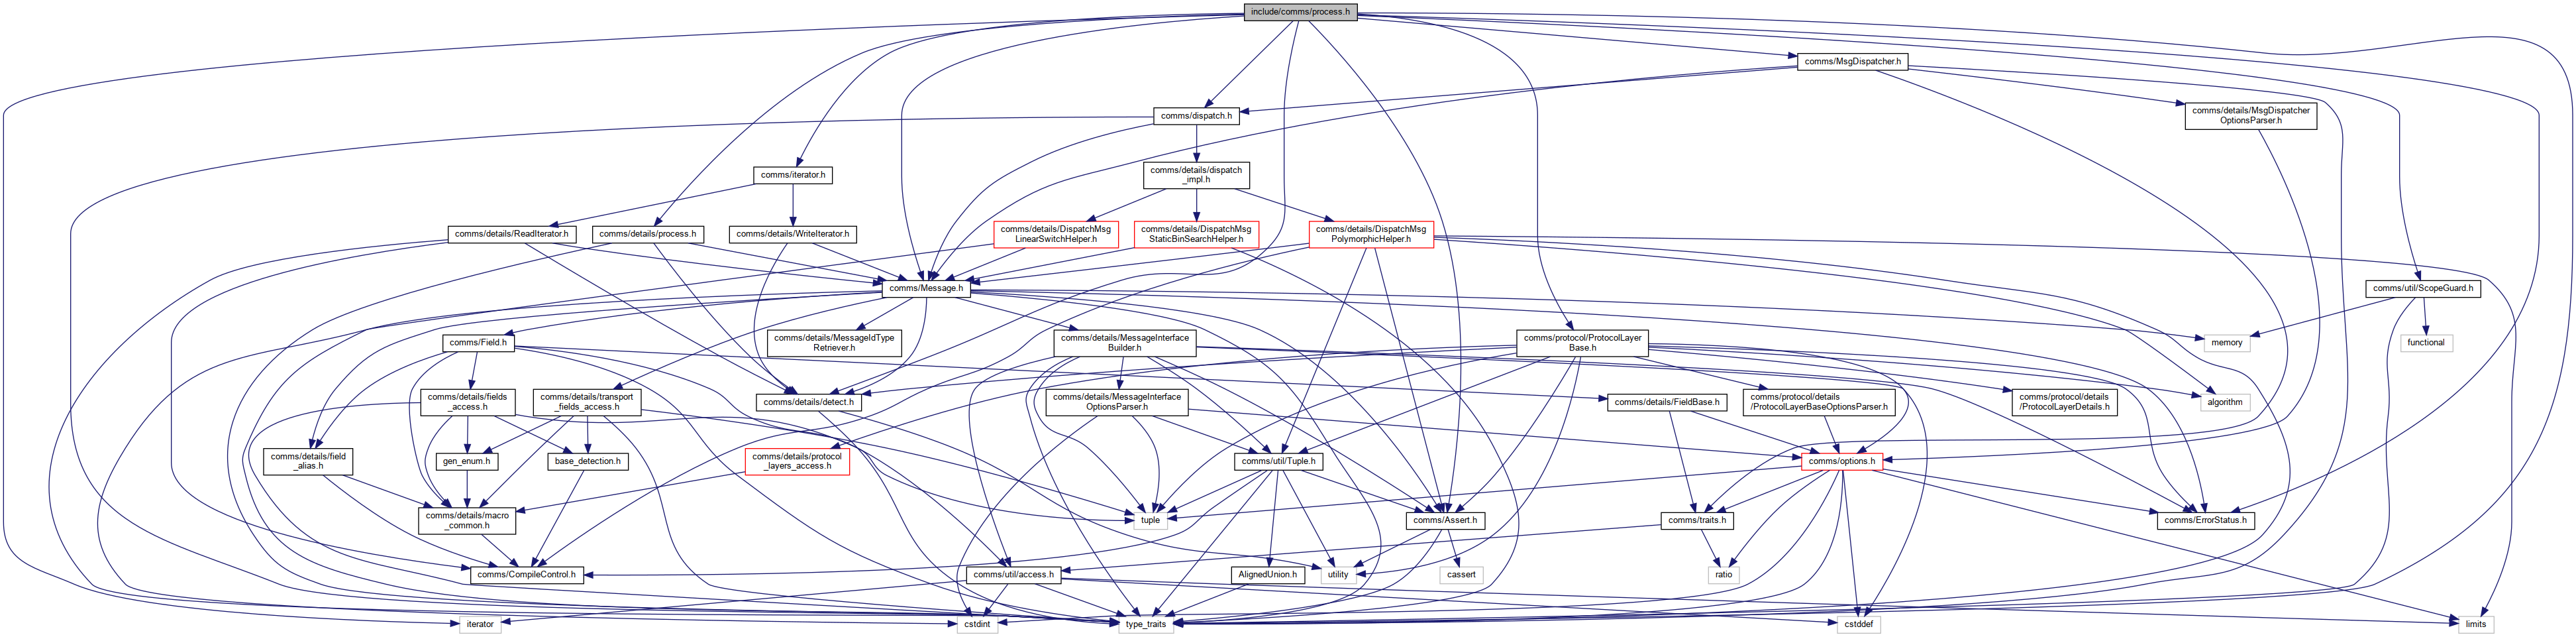 include/comms/process.h
comms/MsgDispatcher.h
comms/details/MsgDispatcher
OptionsParser.h
comms/dispatch.h
comms/iterator.h
comms/details/dispatch
_impl.h
comms/details/ReadIterator.h
comms/details/process.h
comms/details/WriteIterator.h
comms/details/DispatchMsg
LinearSwitchHelper.h
comms/details/DispatchMsg
StaticBinSearchHelper.h
comms/details/DispatchMsg
PolymorphicHelper.h
comms/Message.h
comms/util/ScopeGuard.h
comms/Field.h
comms/details/MessageIdType
Retriever.h
comms/details/MessageInterface
Builder.h
comms/protocol/ProtocolLayer
Base.h
memory
functional
comms/details/fields
_access.h
comms/details/transport
_fields_access.h
comms/details/detect.h
comms/details/MessageInterface
OptionsParser.h
comms/details/FieldBase.h
comms/protocol/details
/ProtocolLayerBaseOptionsParser.h
comms/protocol/details
/ProtocolLayerDetails.h
algorithm
comms/details/field
_alias.h
gen_enum.h
base_detection.h
comms/details/protocol
_layers_access.h
comms/util/Tuple.h
comms/options.h
comms/details/macro
_common.h
tuple
comms/Assert.h
comms/traits.h
comms/ErrorStatus.h
comms/CompileControl.h
comms/util/access.h
AlignedUnion.h
utility
cassert
ratio
iterator
cstdint
type_traits
cstddef
limits